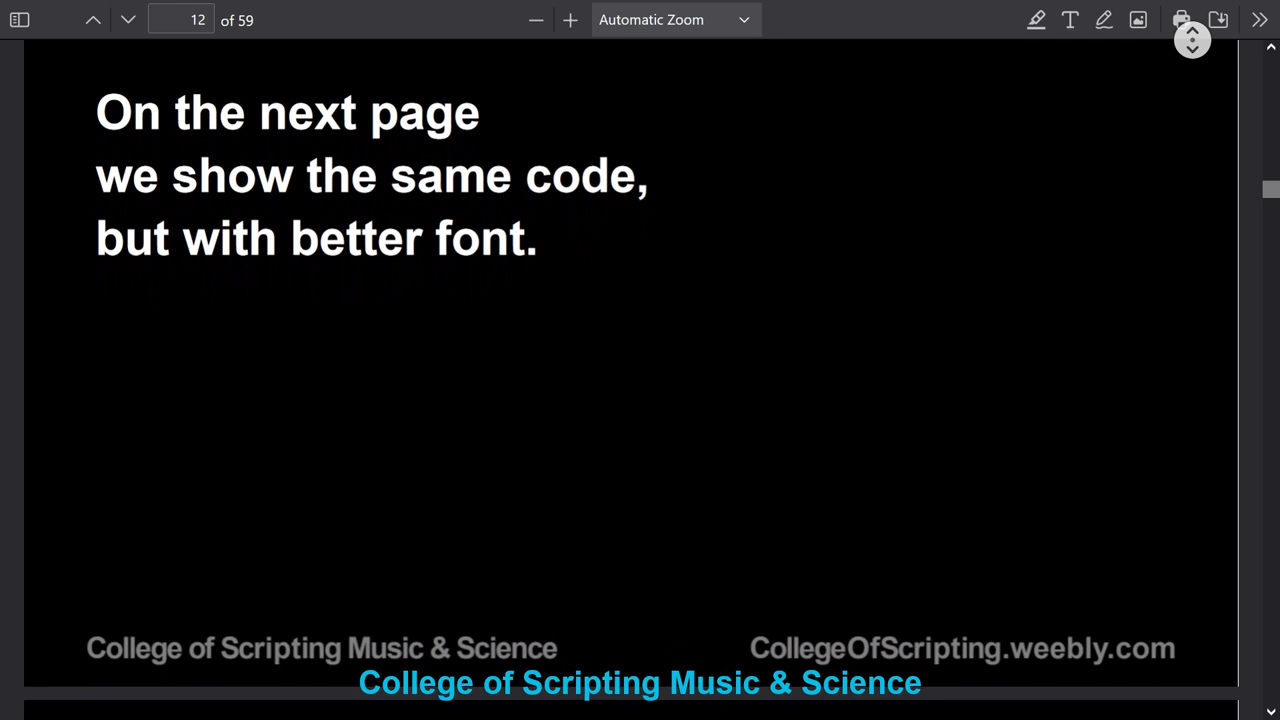 12 of 59
Automatic Zoom
On the next page
we show the same code,
but with better font.
College of Scripting Music & Science
CollegeOfScripting.weebly.com
College of Scripting Music & Science